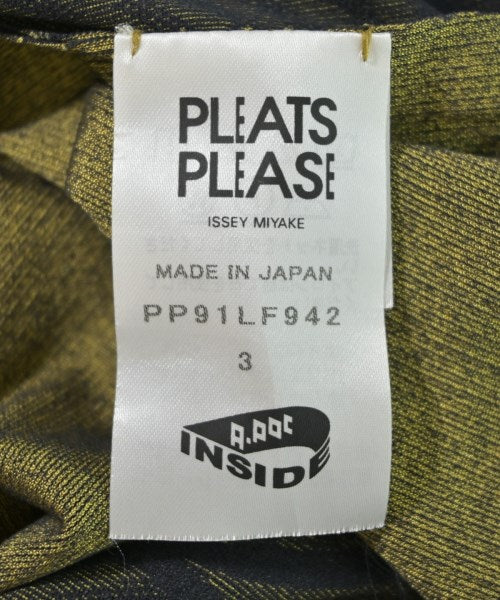 PLEATS
PLEASE
ISSEY MIYAKE
MADE IN JAPAN
PP91LF942
3
A.POC
INSIDE